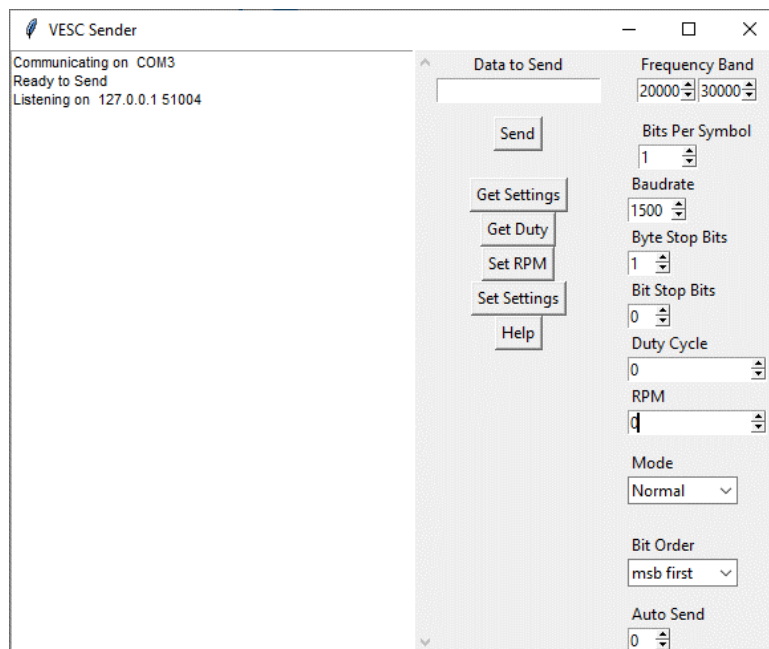 VESC Sender
Communicating on COM3
Ready to Send
Listening on 127.0.0.1 51004
Data to Send
Send
Get Settings
Get Duty
Set RPM
Set Settings
Help
Frequency Band
20000 30000
Bits Per Symbol
1
Baudrate
1500
Byte Stop Bits
1
Bit Stop Bits
0
Duty Cycle
0
RPM
0
Mode
Normal
Bit Order
msb first
Auto Send
0